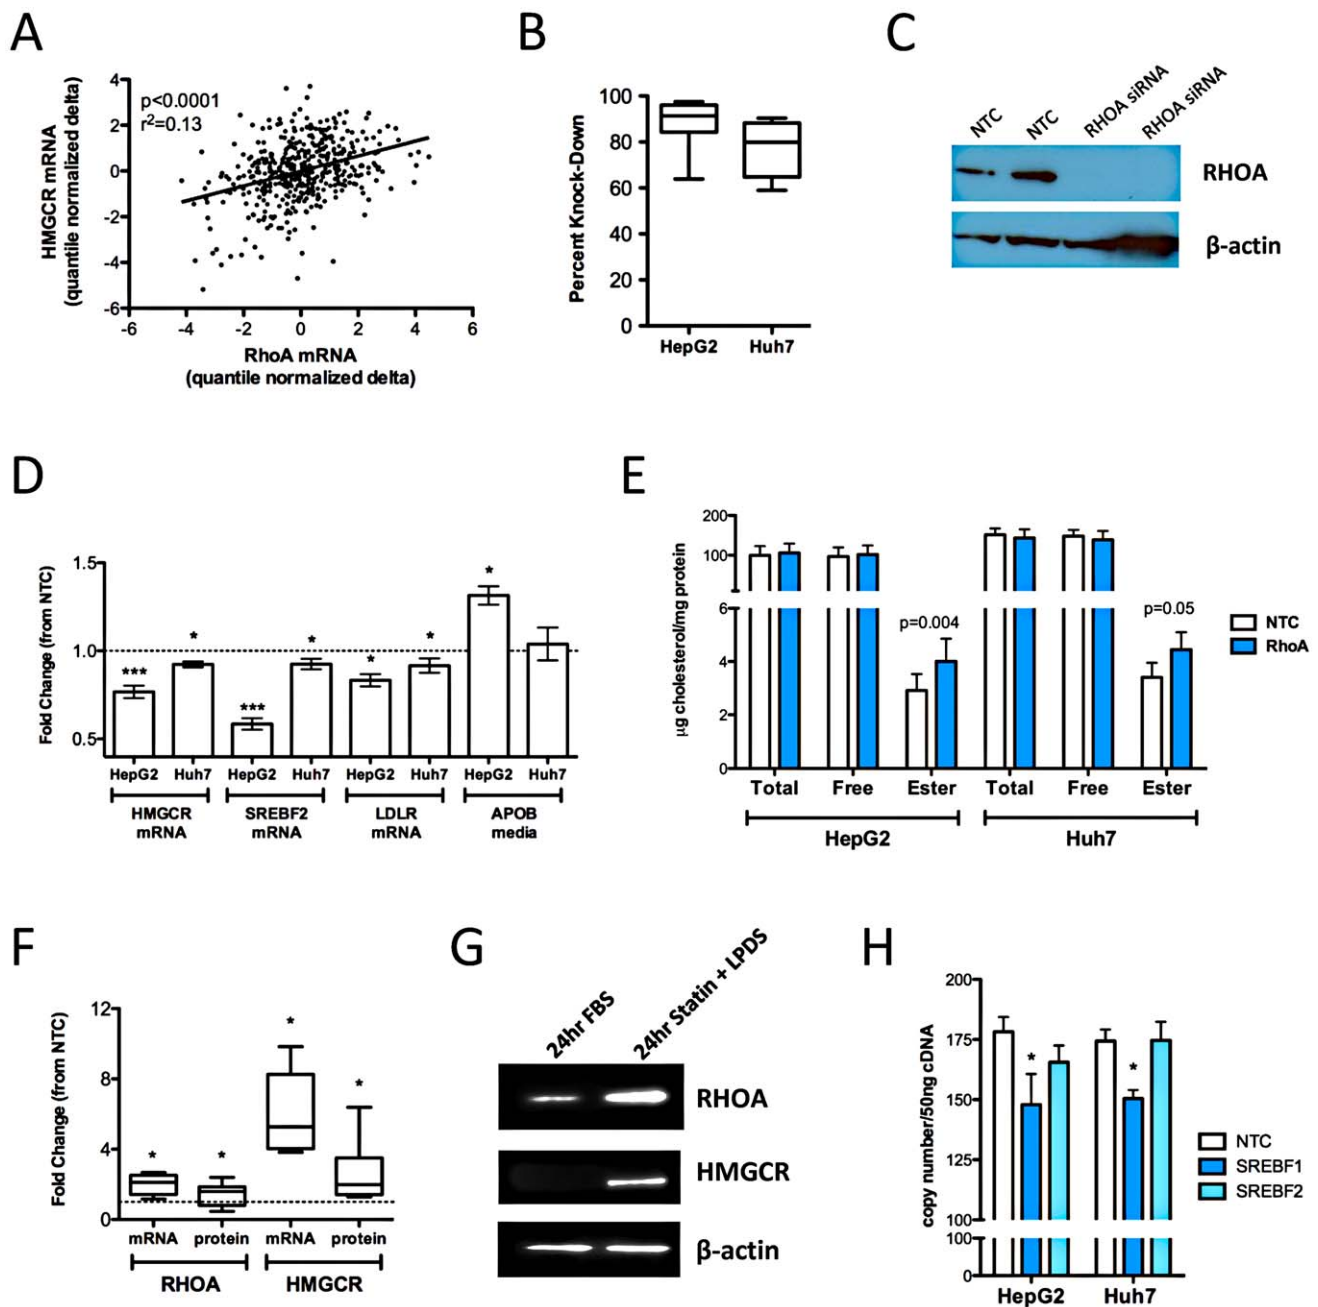 A
HMGCR mRNA
(quantile normalized delta)
p<0.0001
r²=0.13
4
2
0
-2
-4
-6
-6 -4 -2 0 2 4 6
RhoA mRNA
(quantile normalized delta)
B
Percent Knock-Down
100
80
60
40
20
0
HepG2 Huh7
C
NTC NTC RHOA siRNA RHOA siRNA
RHOA
β-actin
D
Fold Change (from NTC)
1.5
1.0
0.5
*** * *** * * * *
HepG2 Huh7 HepG2 Huh7 HepG2 Huh7 HepG2 Huh7
HMGCR mRNA
SREBF2 mRNA
LDLR mRNA
APOB media
E
µg cholesterol/mg protein
200
100
6
4
2
0
p=0.004
p=0.05
NTC
RhoA
Total Free Ester Total Free Ester
HepG2 Huh7
F
Fold Change (from NTC)
12
8
4
0
* * * *
mRNA protein mRNA protein
RHOA HMGCR
G
24hr FBS
24hr Statin + LPDS
RHOA
HMGCR
β-actin
H
copy number/50ng cDNA
200
175
150
125
100
100
0
* *
NTC
SREBF1
SREBF2
HepG2 Huh7